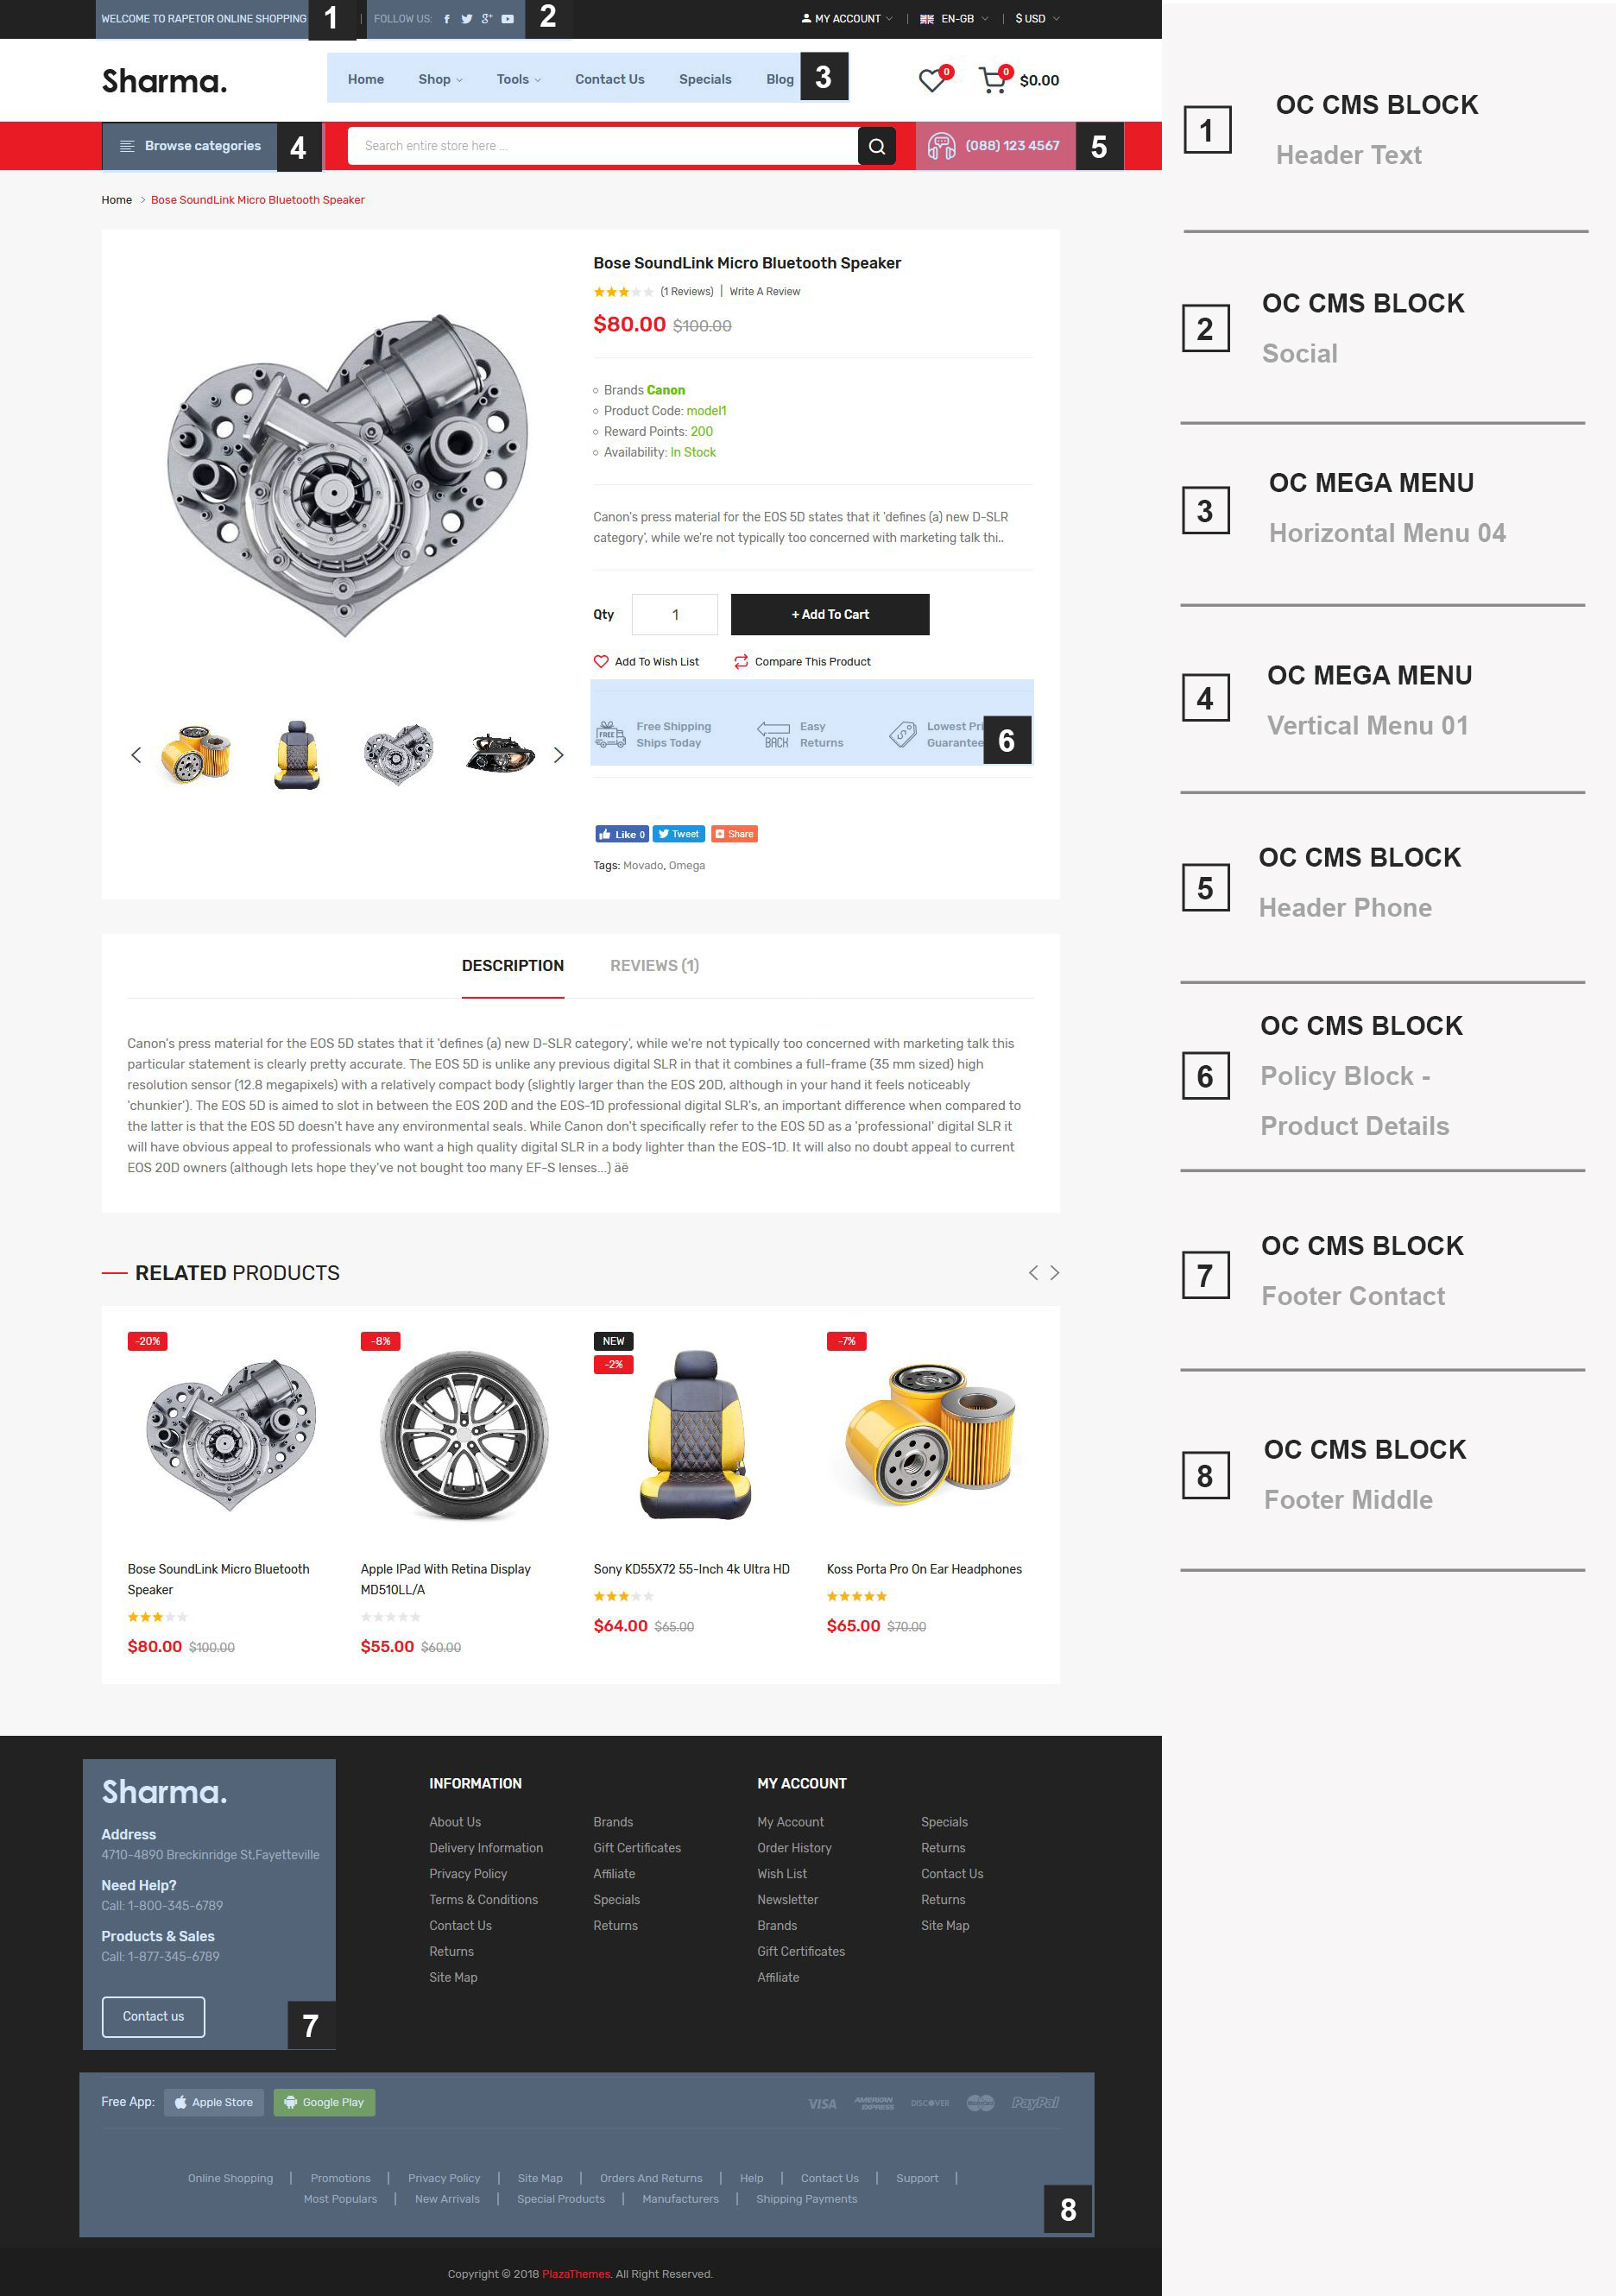 WELCOME TO RAPETOR ONLINE SHOPPING
1
FOLLOW US:
2
MY ACCOUNT
EN-GB
$ USD
Sharma.
Home
Shop
Tools
Contact Us
Specials
Blog
3
0
0
$0.00
Browse categories
4
Search entire store here ...
(088) 123 4567
5
Home > Bose SoundLink Micro Bluetooth Speaker
Bose SoundLink Micro Bluetooth Speaker
(1 Reviews) | Write A Review
$80.00 $100.00
Brands Canon
Product Code: model1
Reward Points: 200
Availability: In Stock
Canon's press material for the EOS 5D states that it 'defines (a) new D-SLR
category', while we're not typically too concerned with marketing talk thi..
Qty
1
+ Add To Cart
Add To Wish List
Compare This Product
FREE
Free Shipping
Ships Today
BACK
Easy
Returns
Lowest Pri
Guarantee
6
Like 0
Tweet
Share
Tags: Movado, Omega
DESCRIPTION
REVIEWS (1)
Canon's press material for the EOS 5D states that it 'defines (a) new D-SLR category', while we're not typically too concerned with marketing talk this
particular statement is clearly pretty accurate. The EOS 5D is unlike any previous digital SLR in that it combines a full-frame (35 mm sized) high
resolution sensor (12.8 megapixels) with a relatively compact body (slightly larger than the EOS 20D, although in your hand it feels noticeably
'chunkier'). The EOS 5D is aimed to slot in between the EOS 20D and the EOS-1D professional digital SLR's, an important difference when compared to
the latter is that the EOS 5D doesn't have any environmental seals. While Canon don't specifically refer to the EOS 5D as a 'professional' digital SLR it
will have obvious appeal to professionals who want a high quality digital SLR in a body lighter than the EOS-1D. It will also no doubt appeal to current
EOS 20D owners (although lets hope they've not bought too many EF-S lenses...) äë
RELATED PRODUCTS
-20%
Bose SoundLink Micro Bluetooth
Speaker
$80.00 $100.00
-8%
Apple IPad With Retina Display
MD510LL/A
$55.00 $60.00
NEW
-2%
Sony KD55X72 55-Inch 4k Ultra HD
$64.00 $65.00
-7%
Koss Porta Pro On Ear Headphones
$65.00 $70.00
Sharma.
Address
4710-4890 Breckinridge St,Fayetteville
Need Help?
Call: 1-800-345-6789
Products & Sales
Call: 1-877-345-6789
Contact us
7
INFORMATION
About Us
Delivery Information
Privacy Policy
Terms & Conditions
Contact Us
Returns
Site Map
Brands
Gift Certificates
Affiliate
Specials
Returns
MY ACCOUNT
My Account
Order History
Wish List
Newsletter
Brands
Gift Certificates
Affiliate
Specials
Returns
Contact Us
Returns
Site Map
Free App:
Apple Store
Google Play
VISA
AMERICAN
EXPRESS
DISCOVER
PayPal
Online Shopping | Promotions | Privacy Policy | Site Map | Orders And Returns | Help | Contact Us | Support |
Most Populars | New Arrivals | Special Products | Manufacturers | Shipping Payments
8
Copyright © 2018 PlazaThemes. All Right Reserved.
1
OC CMS BLOCK
Header Text
2
OC CMS BLOCK
Social
3
OC MEGA MENU
Horizontal Menu 04
4
OC MEGA MENU
Vertical Menu 01
5
OC CMS BLOCK
Header Phone
6
OC CMS BLOCK
Policy Block -
Product Details
7
OC CMS BLOCK
Footer Contact
8
OC CMS BLOCK
Footer Middle